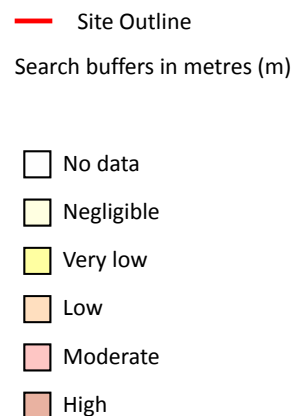 Site Outline
Search buffers in metres (m)
No data
Negligible
Very low
Low
Moderate
High